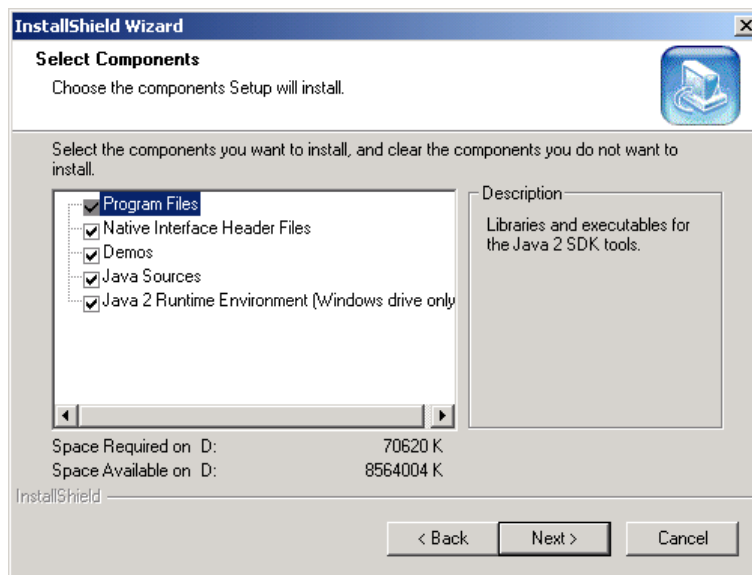 InstallShield Wizard
Select Components
Choose the components Setup will install.
Select the components you want to install, and clear the components you do not want to
install.
Program Files
Native Interface Header Files
Demos
Java Sources
Java 2 Runtime Environment (Windows drive only
Description
Libraries and executables for
the Java 2 SDK tools.
Space Required on D: 70620 K
Space Available on D: 8564004 K
InstallShield
< Back Next > Cancel